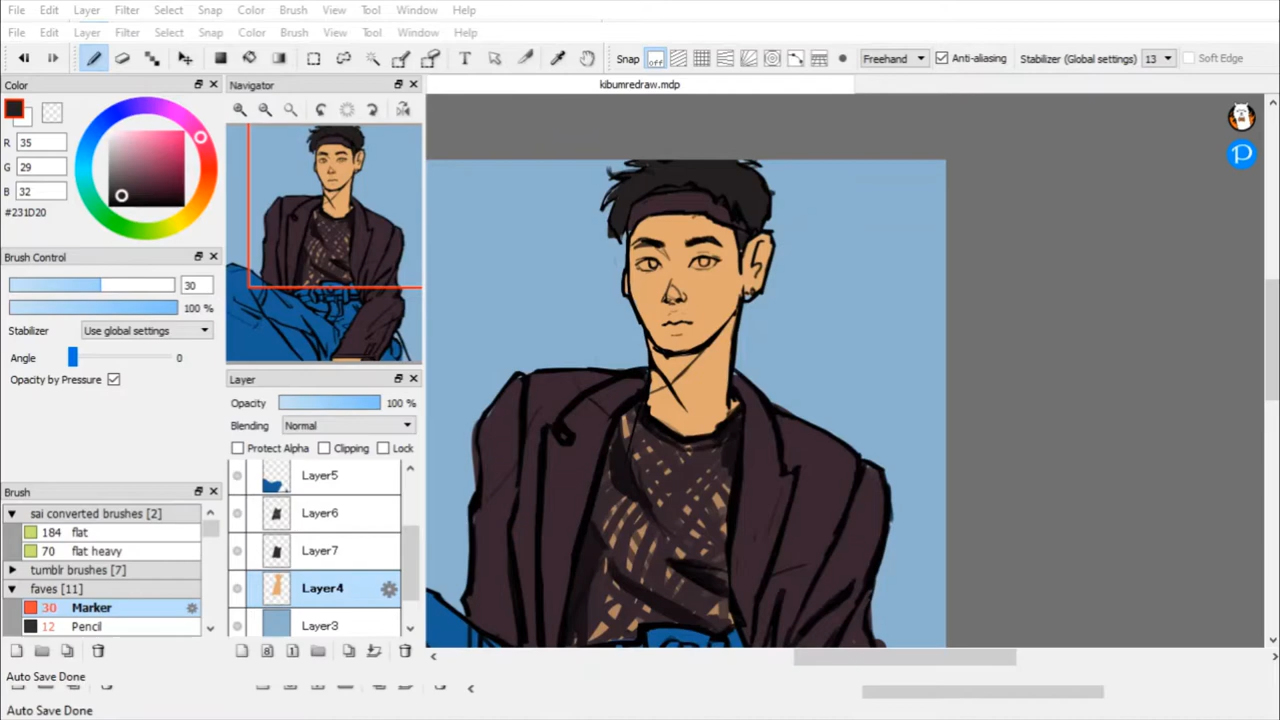 File Edit Layer Filter Select Snap Color Brush View Tool Window Help
File Edit Layer Filter Select Snap Color Brush View Tool Window Help
T Snap off Freehand Anti-aliasing Stabilizer (Global settings) 13 Soft Edge
Color
Navigator
kibumredraw.mdp
R 35
G 29
B 32
#231D20
Brush Control
30
100 %
Stabilizer Use global settings
Angle 0
Opacity by Pressure
Layer
Opacity 100 %
Blending Normal
Protect Alpha Clipping Lock
Layer5
Layer6
Layer7
Layer4
Layer3
Brush
sai converted brushes [2]
184 flat
70 flat heavy
tumblr brushes [7]
faves [11]
30 Marker
12 Pencil
8 1
Auto Save Done
Auto Save Done